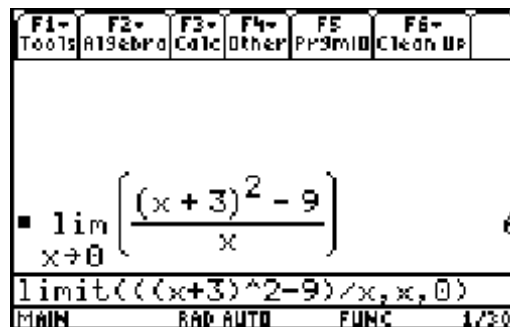 F1 F2 F3 F4 F5 F6
Tools Algebra Calc Other PrgmIO Clean Up
lim ((x + 3)² - 9) / x
x→0
limit(((x+3)^2-9)/x,x,0)
MAIN RAD AUTO FUNC 1/30